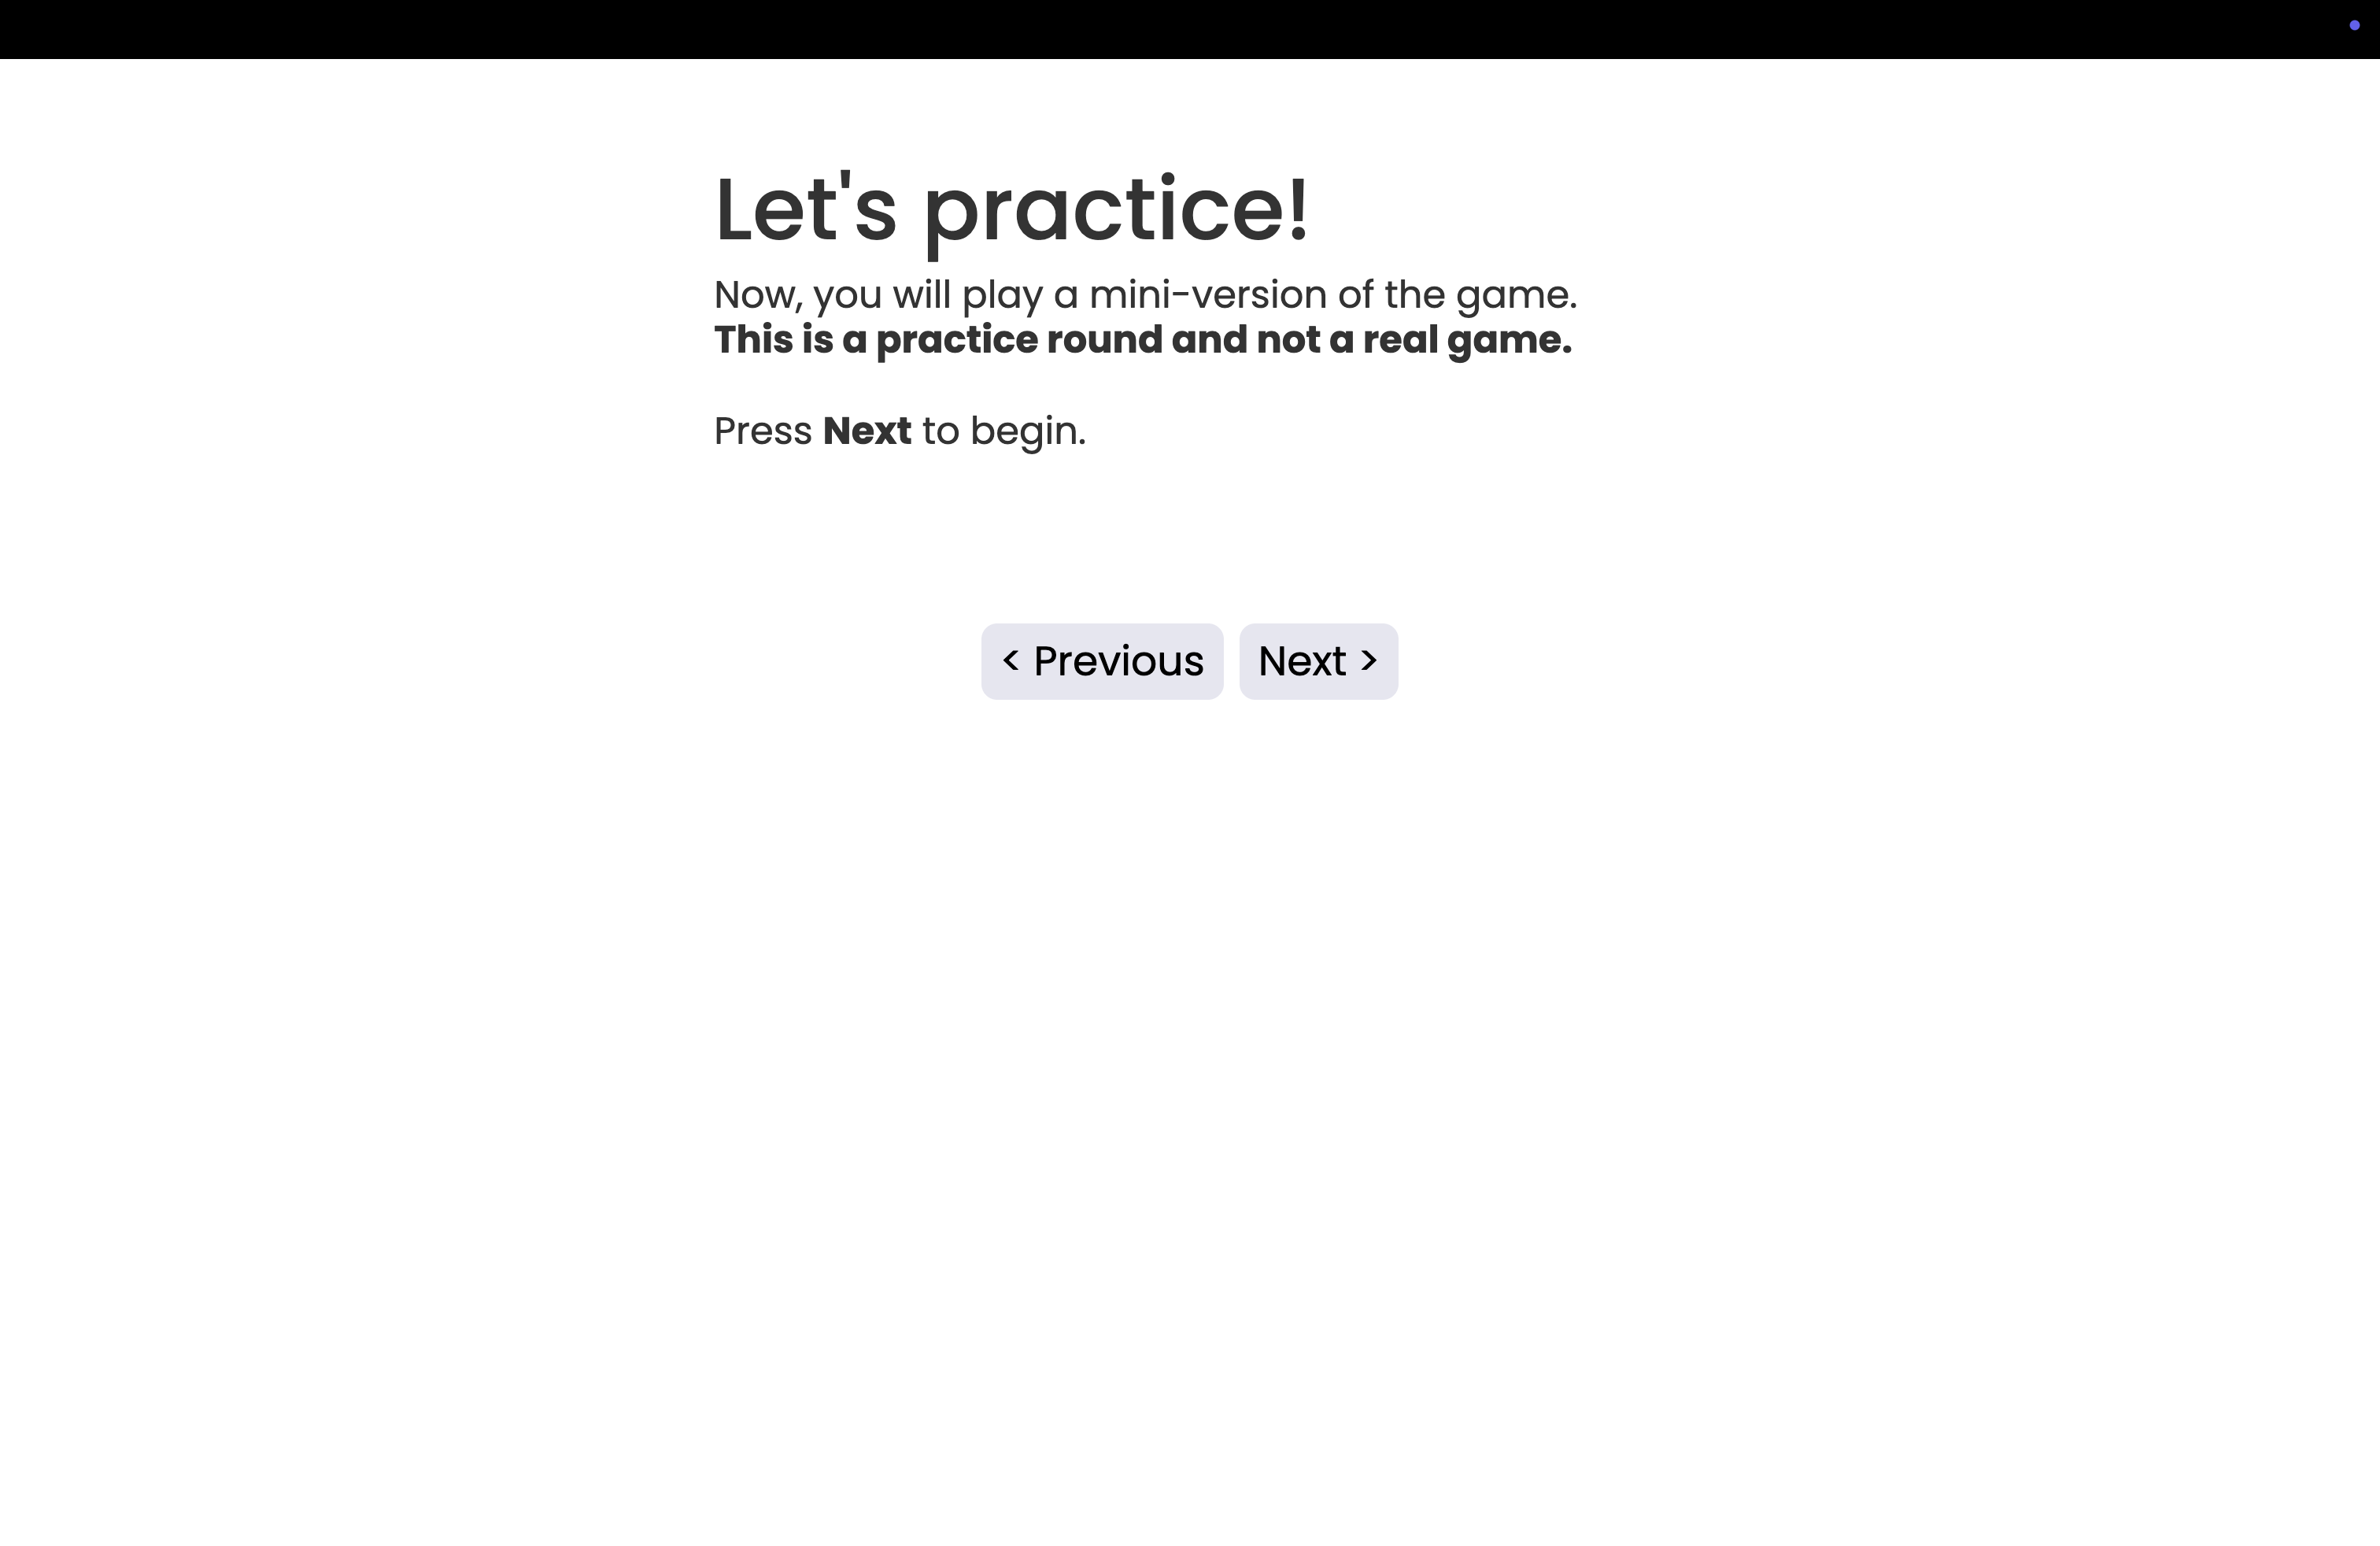 Let's practice!
Now, you will play a mini-version of the game.
This is a practice round and not a real game.
Press Next to begin.
< Previous
Next >